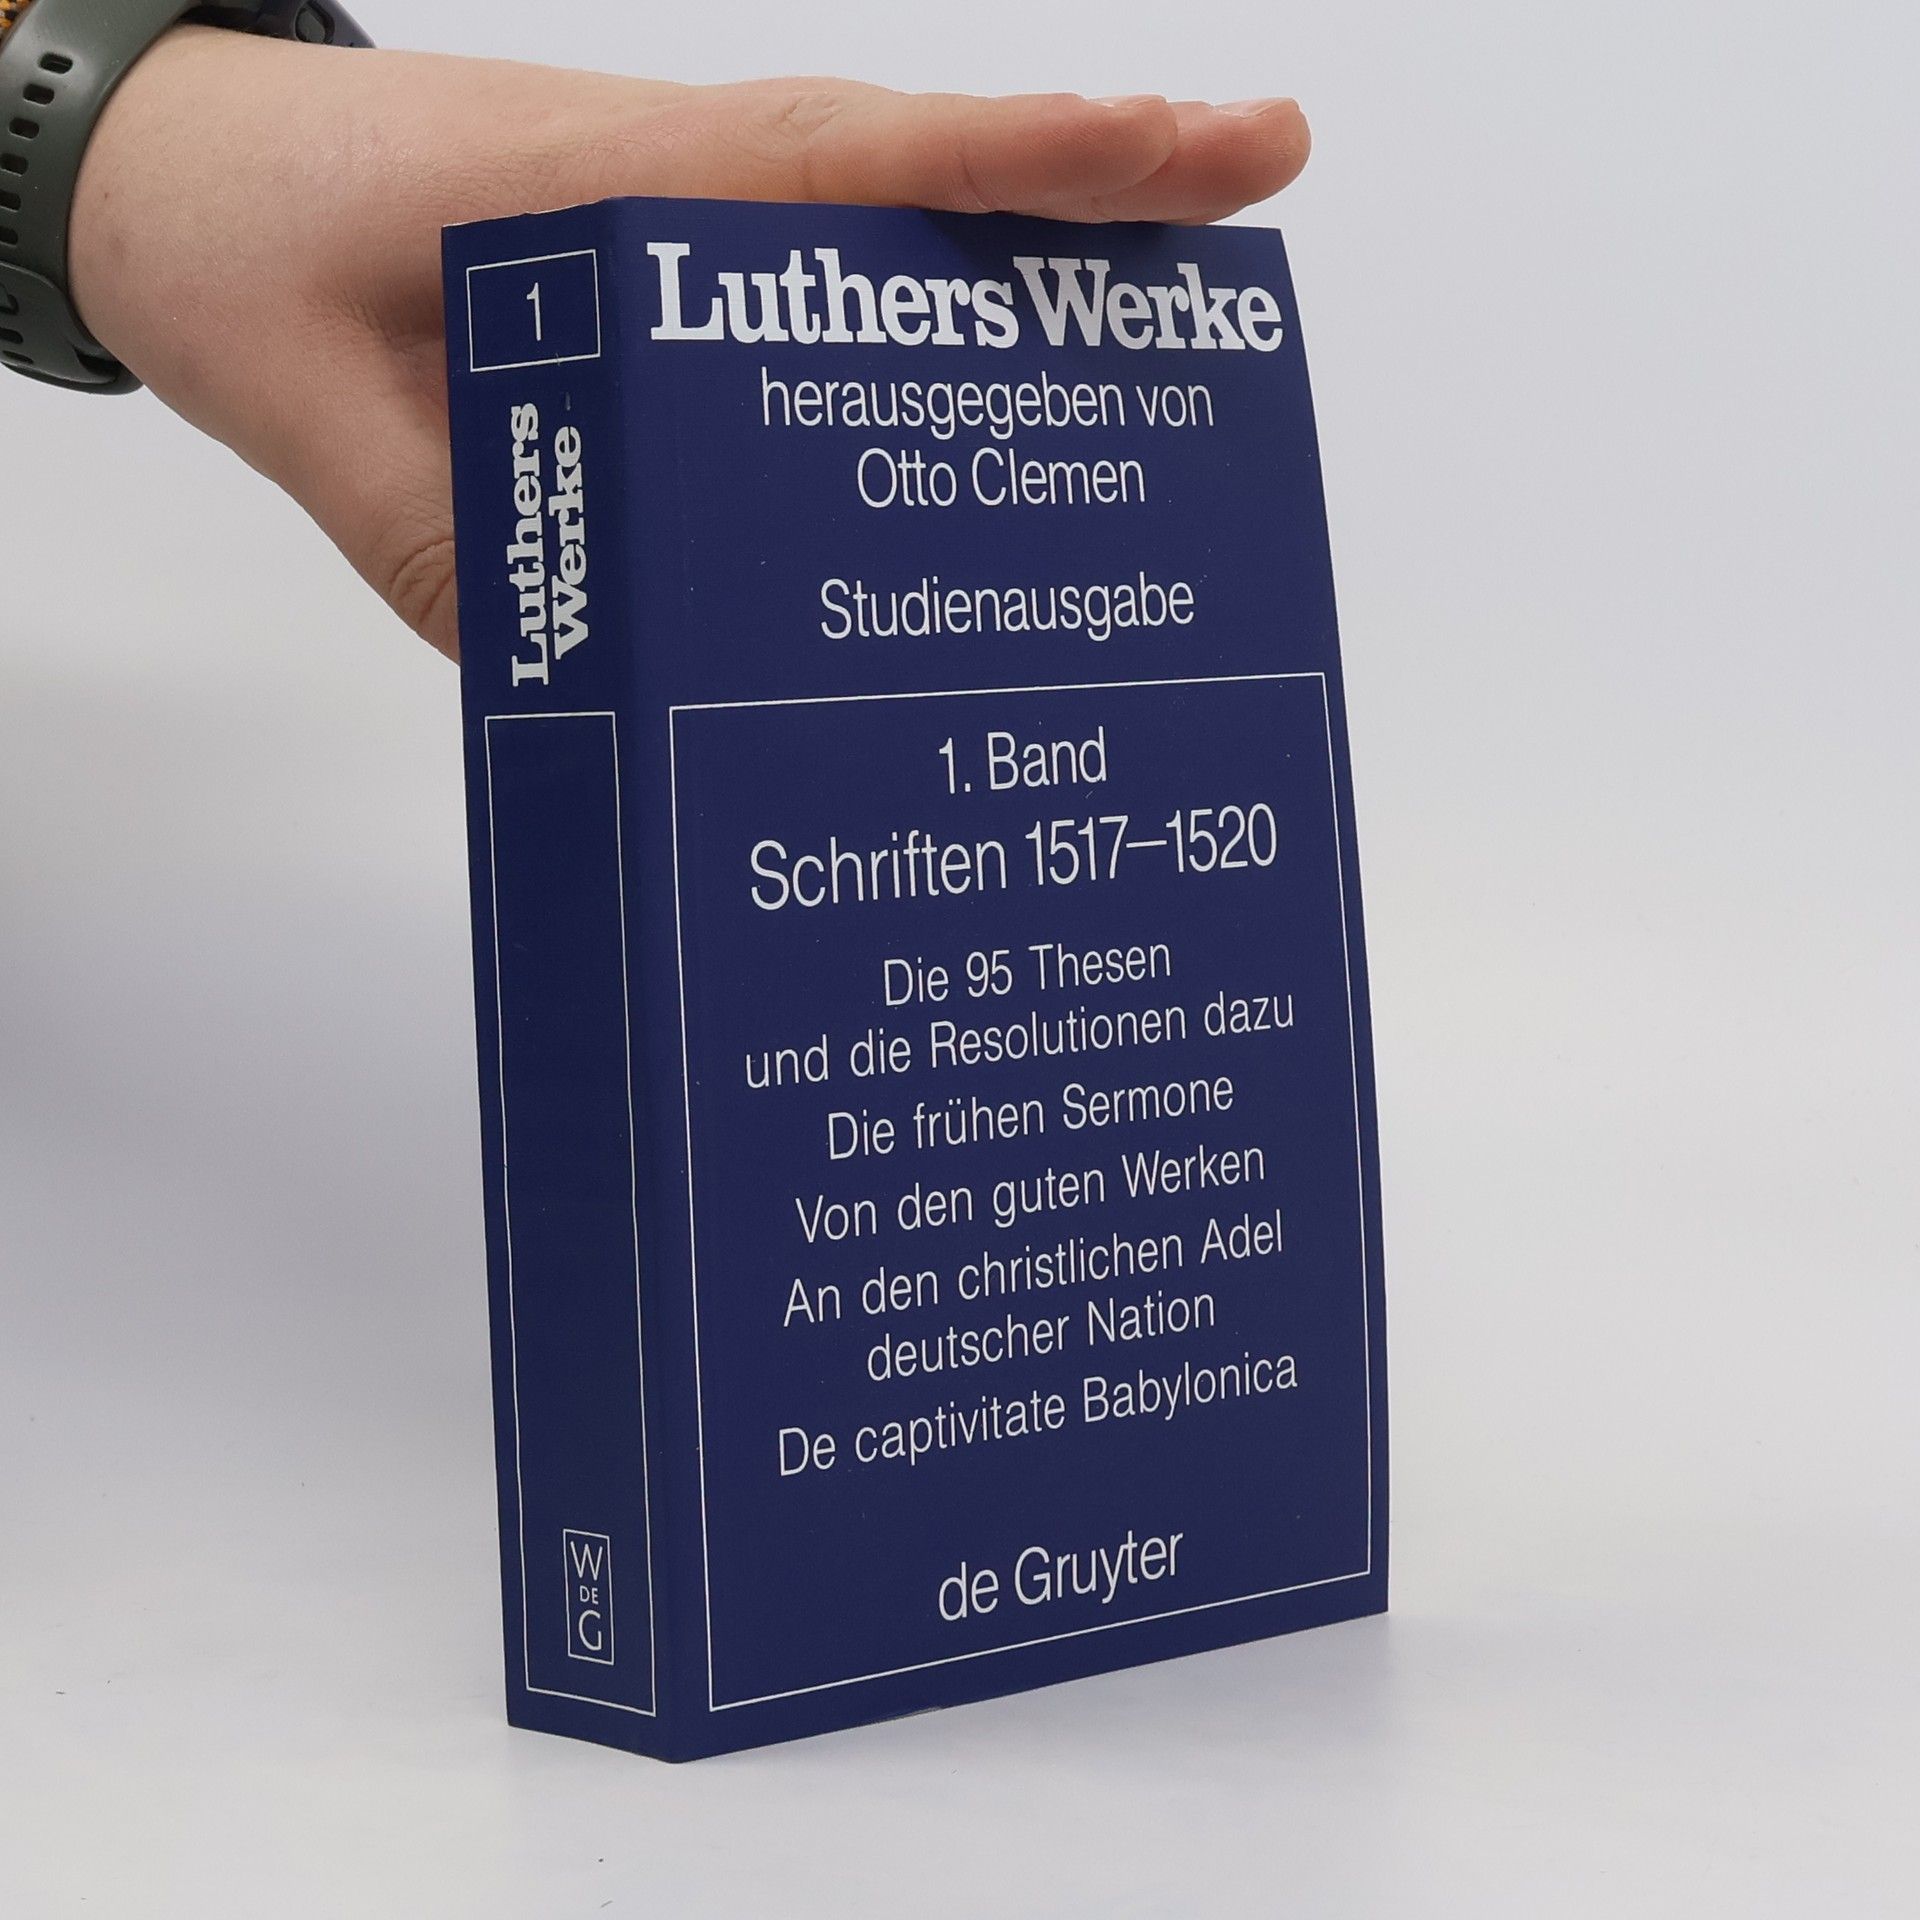 1
Luthers
Werke
W
DE
G
Luthers Werke
herausgegeben von
Otto Clemen
Studienausgabe
1. Band
Schriften 1517–1520
Die 95 Thesen
und die Resolutionen dazu
Die frühen Sermone
Von den guten Werken
An den christlichen Adel
deutscher Nation
De captivitate Babylonica
de Gruyter